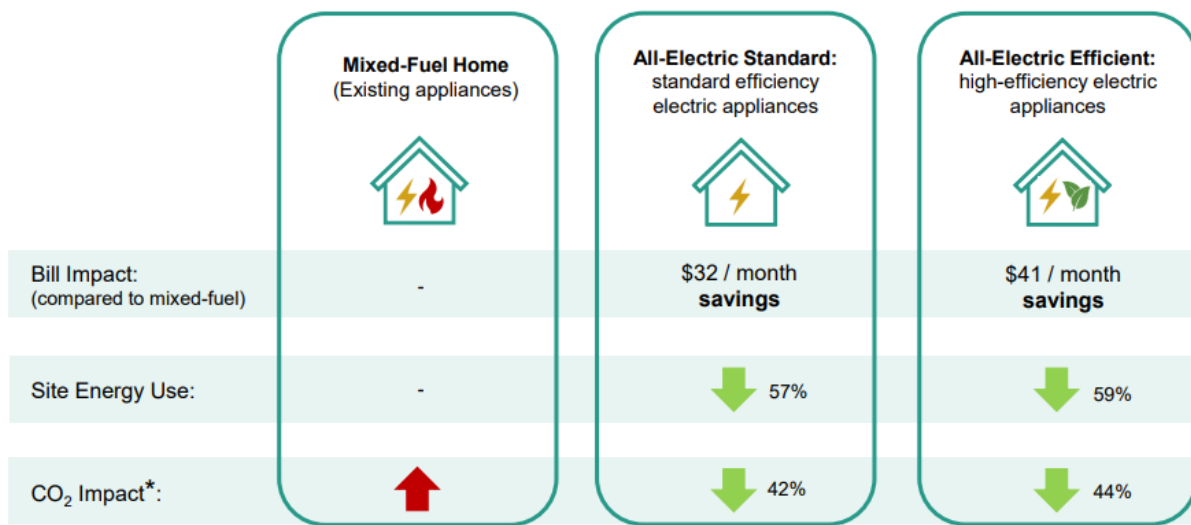 Mixed-Fuel Home
(Existing appliances)
All-Electric Standard:
standard efficiency
electric appliances
All-Electric Efficient:
high-efficiency electric
appliances
Bill Impact:
(compared to mixed-fuel)
-
$32 / month
savings
$41 / month
savings
Site Energy Use:
-
57%
59%
CO₂ Impact*:
42%
44%